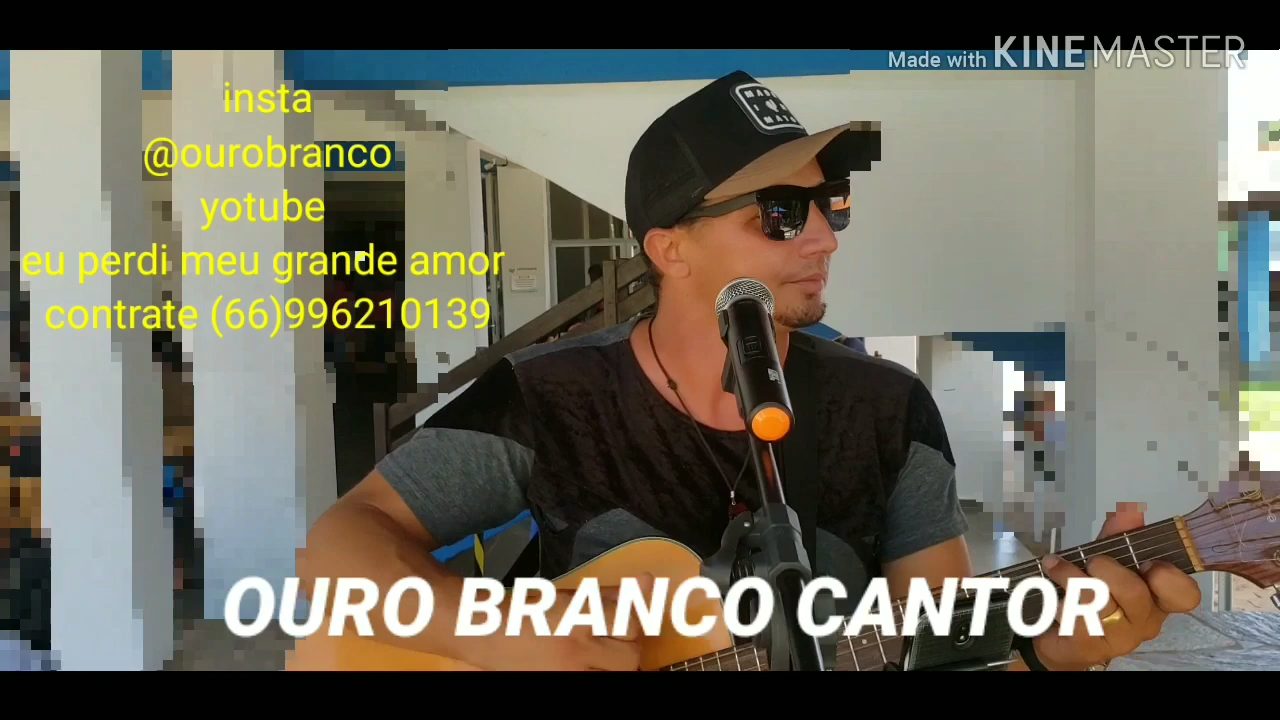 Made with KINEMASTER
insta
@ourobranco
yotube
eu perdi meu grande amor
contrate (66)996210139
OURO BRANCO CANTOR